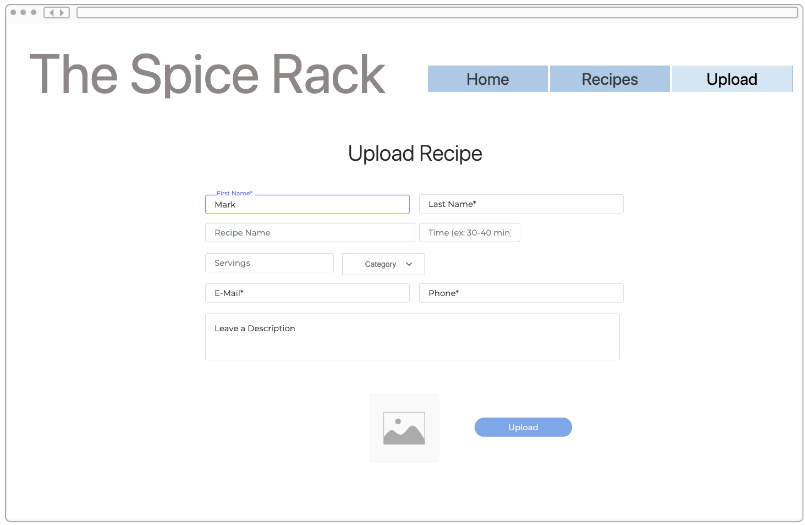 The Spice Rack
Home Recipes Upload
Upload Recipe
First Name*
Mark Last Name*
Recipe Name Time (ex: 30-40 min)
Servings Category
E-Mail* Phone*
Leave a Description
Upload